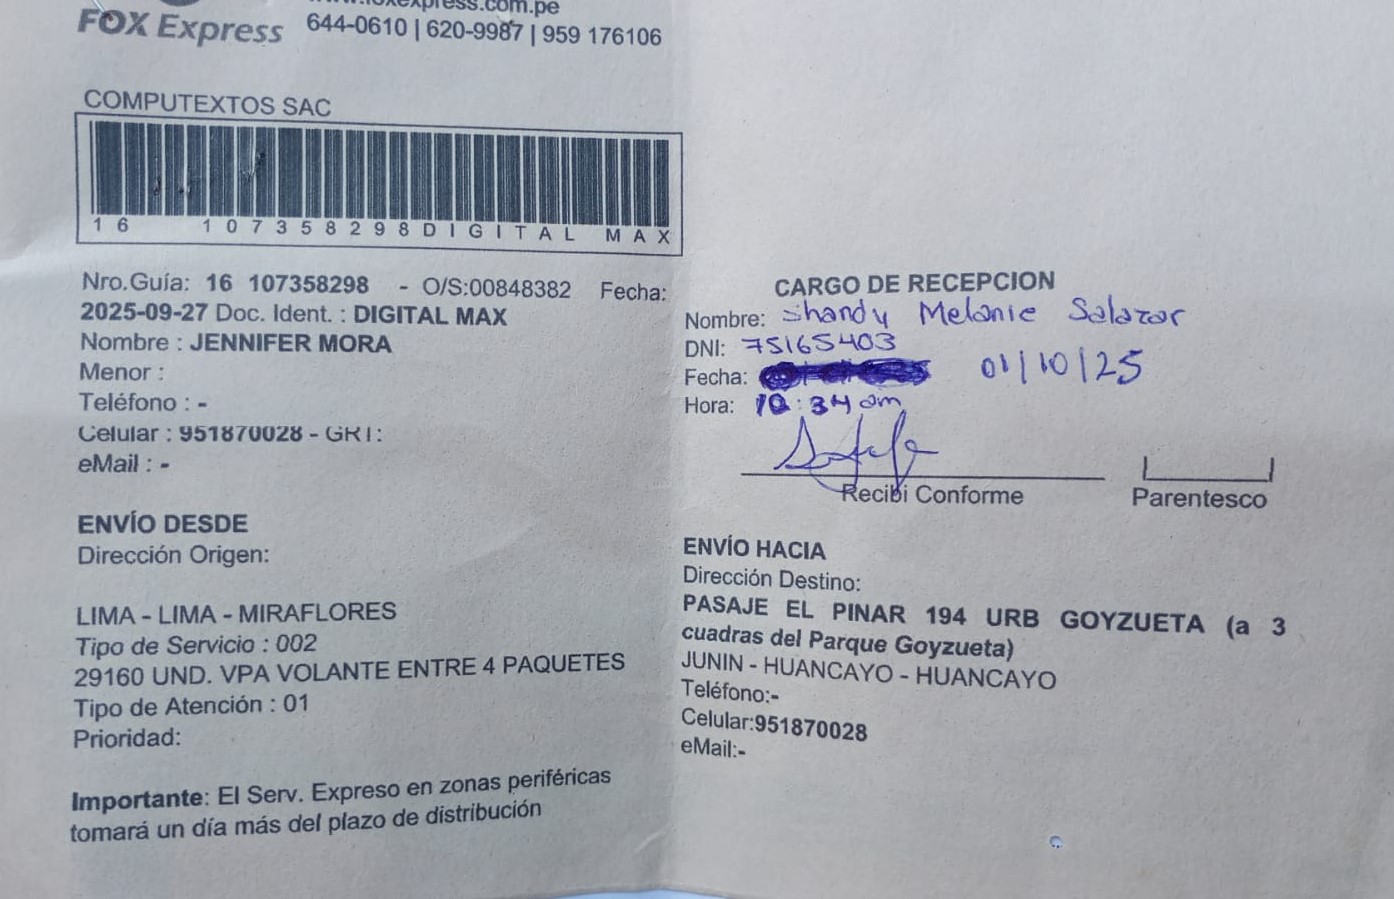 FOX Express
644-0610 | 620-9987 | 959 176106
COMPUTEXTOS SAC
16 107358298DIGITAL MAX
Nro.Guía: 16 107358298 - O/S:00848382 Fecha:
2025-09-27 Doc. Ident. : DIGITAL MAX
Nombre : JENNIFER MORA
Menor :
Teléfono : -
Celular : 951870028 - GRT:
eMail : -
ENVÍO DESDE
Dirección Origen:
LIMA - LIMA - MIRAFLORES
Tipo de Servicio : 002
29160 UND. VPA VOLANTE ENTRE 4 PAQUETES
Tipo de Atención : 01
Prioridad:
Importante: El Serv. Expreso en zonas periféricas
tomará un día más del plazo de distribución
CARGO DE RECEPCION
Nombre: Shandy Melanie Salazar
DNI: 75165403
Fecha: 01/10/25
Hora: 10:34 am
Recibi Conforme
Parentesco
ENVÍO HACIA
Dirección Destino:
PASAJE EL PINAR 194 URB GOYZUETA (a 3
cuadras del Parque Goyzueta)
JUNIN - HUANCAYO - HUANCAYO
Teléfono:-
Celular:951870028
eMail:-